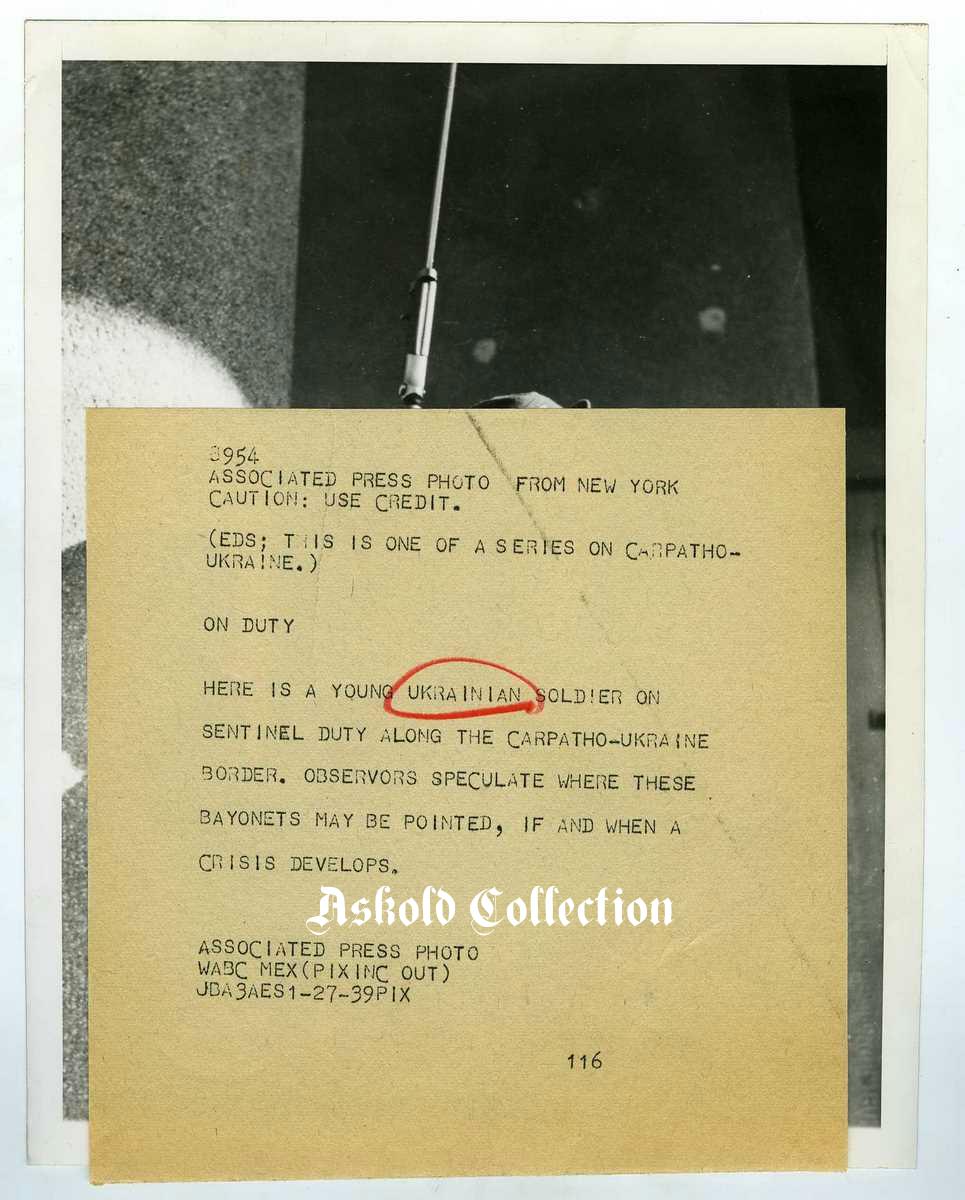 3954
ASSOCIATED PRESS PHOTO FROM NEW YORK
CAUTION: USE CREDIT.
(EDS; THIS IS ONE OF A SERIES ON CARPATHO-
UKRAINE.)
ON DUTY
HERE IS A YOUNG UKRAINIAN SOLDIER ON
SENTINEL DUTY ALONG THE CARPATHO-UKRAINE
BORDER. OBSERVORS SPECULATE WHERE THESE
BAYONETS MAY BE POINTED, IF AND WHEN A
CRISIS DEVELOPS.
Askold Collection
ASSOCIATED PRESS PHOTO
WABC MEX(PIXINC OUT)
JBA3AES1-27-39PIX
116